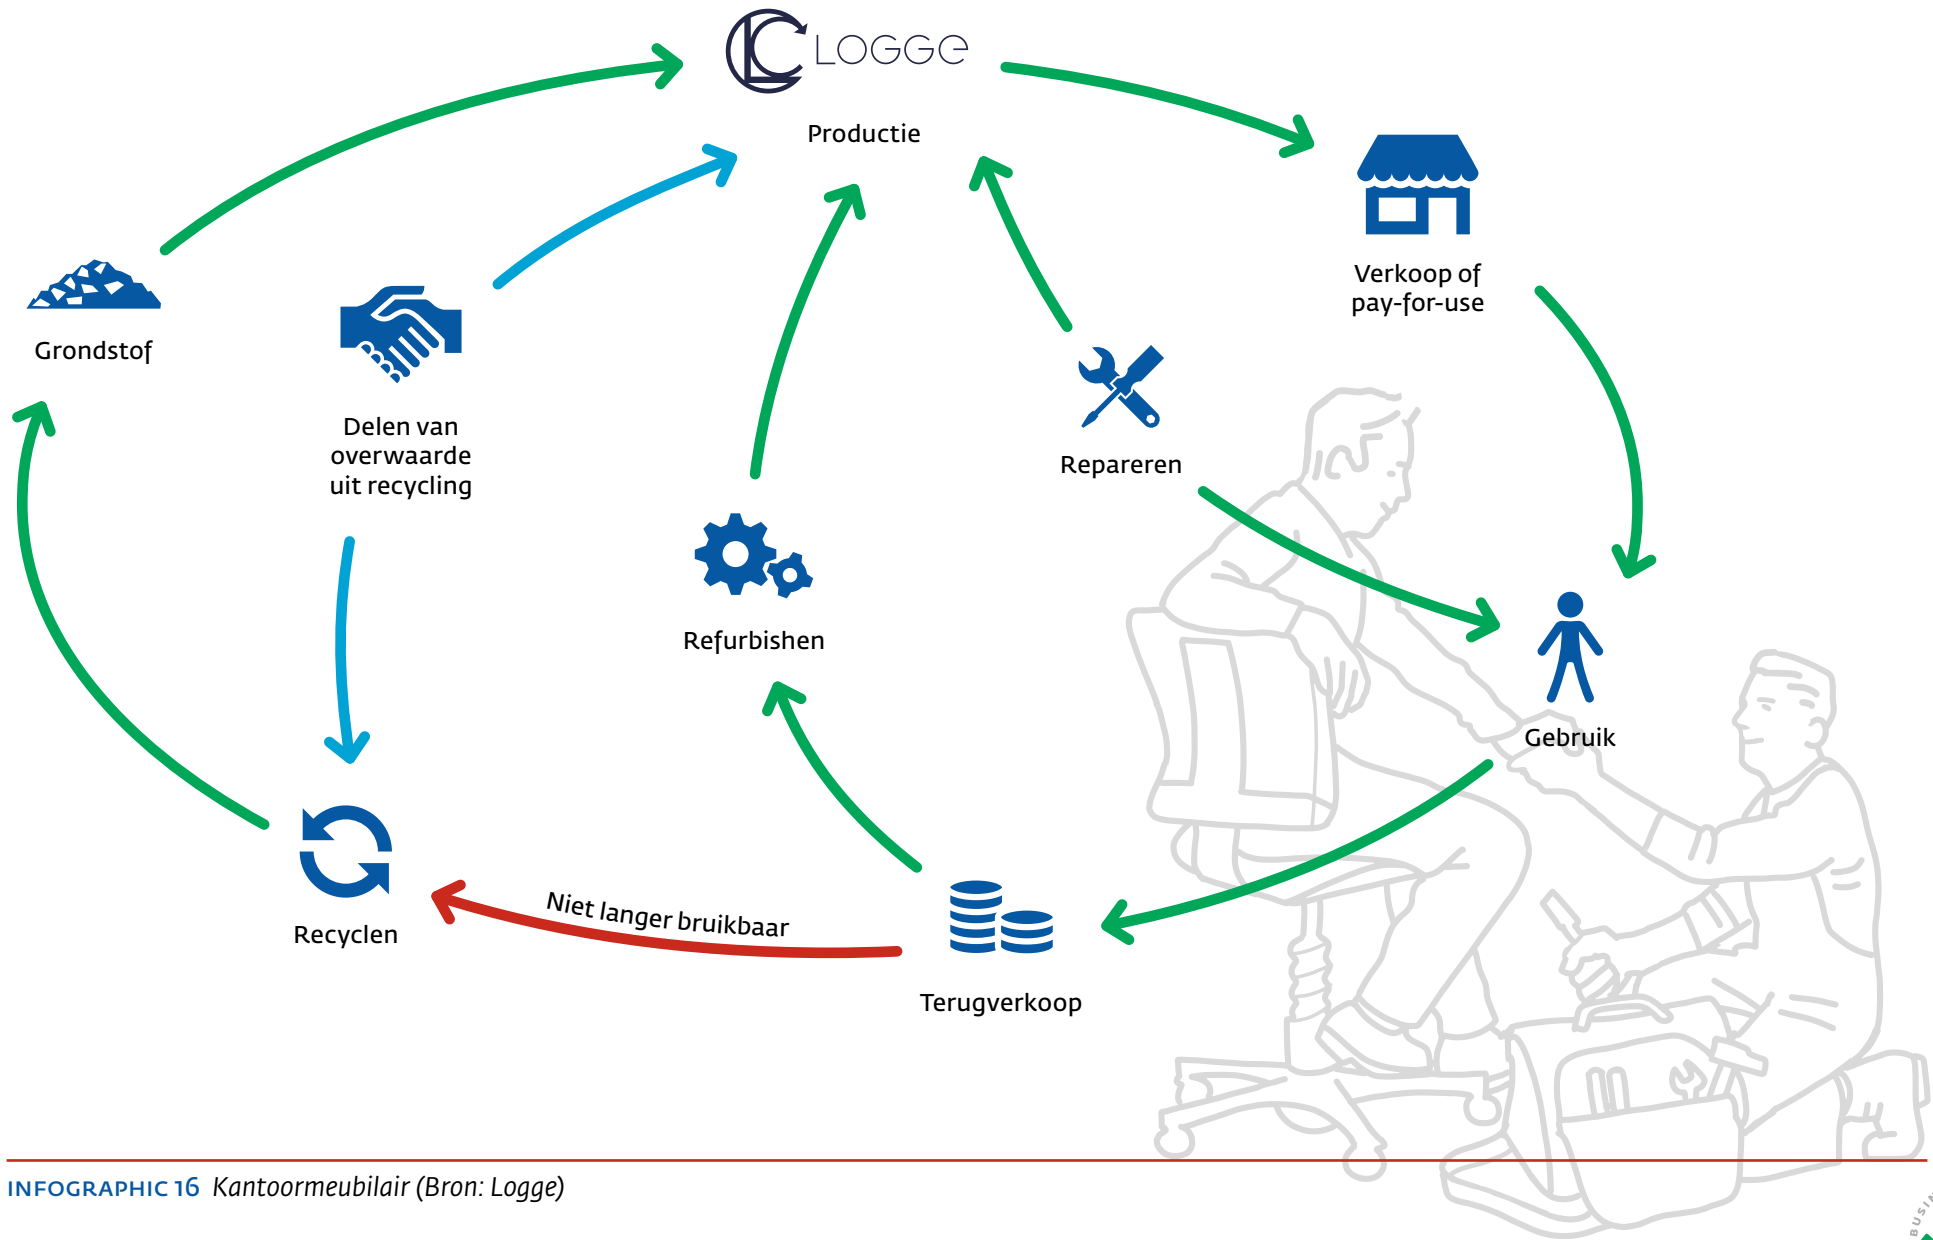 LOGGe
Productie
Verkoop of
pay-for-use
Grondstof
Delen van
overwaarde
uit recycling
Repareren
Refurbishen
Gebruik
Niet langer bruikbaar
Recyclen
Terugverkoop
INFOGRAPHIC 16 Kantoormeubilair (Bron: Logge)